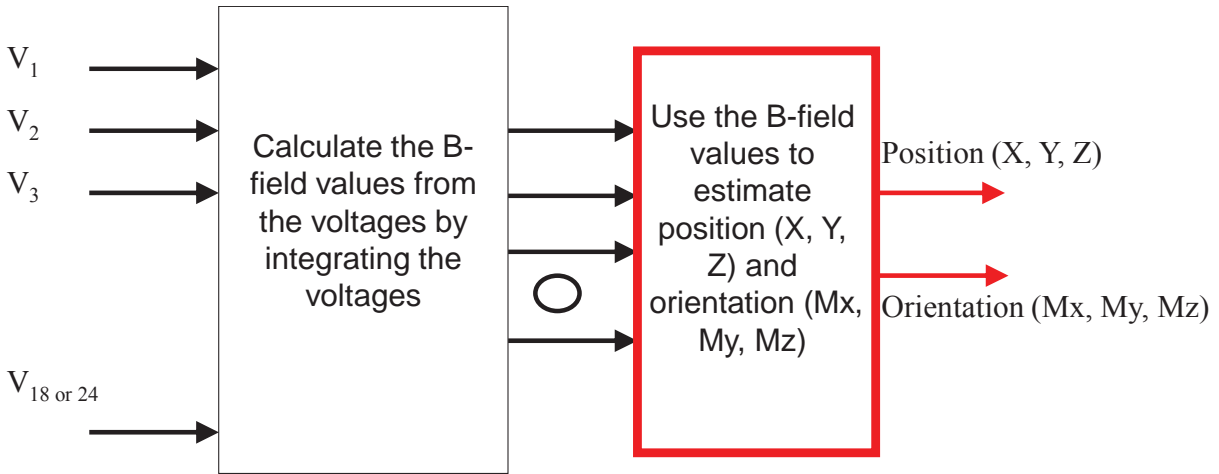 V1
V2
V3
V18 or 24
Calculate the B-
field values from
the voltages by
integrating the
voltages
Use the B-field
values to
estimate
position (X, Y,
Z) and
orientation (Mx,
My, Mz)
Position (X, Y, Z)
Orientation (Mx, My, Mz)